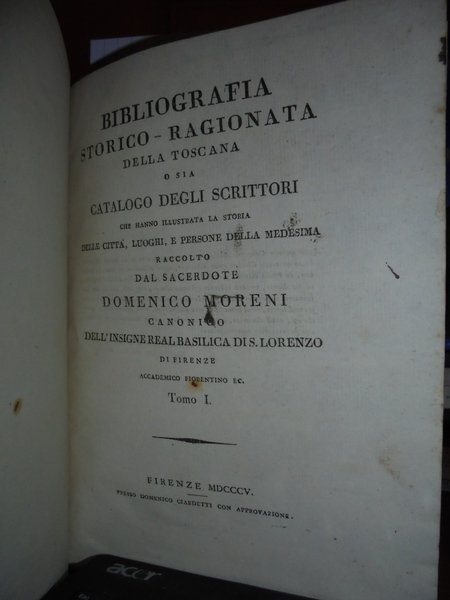 BIBLIOGRAFIA
STORICO-RAGIONATA
DELLA TOSCANA
O SIA
CATALOGO DEGLI SCRITTORI
CHE HANNO ILLUSTRATA LA STORIA
DELLE CITTÀ, LUOGHI, E PERSONE DELLA MEDESIMA
RACCOLTO
DAL SACERDOTE
DOMENICO MORENI
CANONICO
DELL'INSIGNE REAL BASILICA DI S. LORENZO
DI FIRENZE
ACCADEMICO FIORENTINO EC.
Tomo I.
FIRENZE MDCCCV.
PRESSO DOMENICO CIARDETTI CON APPROVAZIONE.
acer